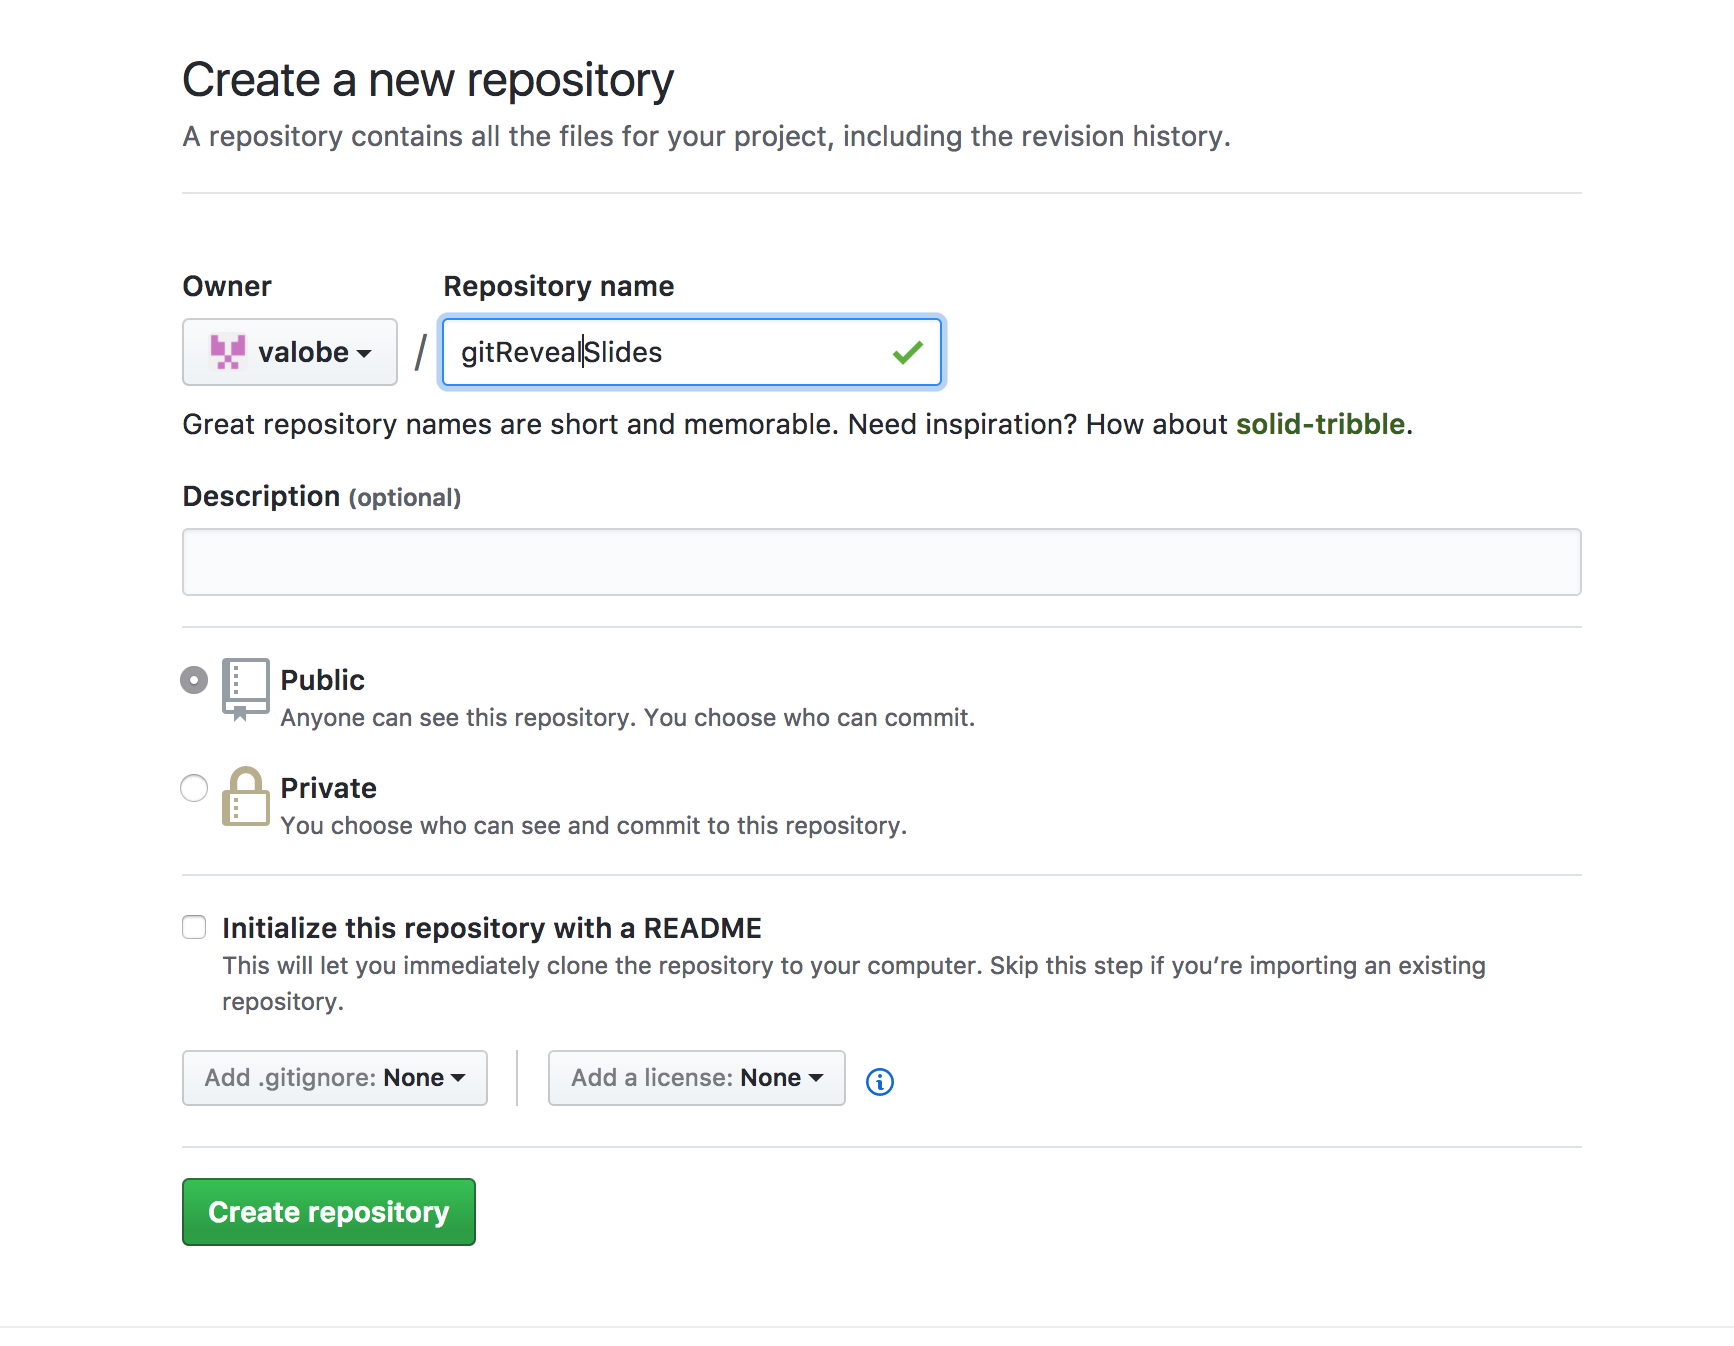 Create a new repository
A repository contains all the files for your project, including the revision history.
Owner
Repository name
valobe / gitRevealSlides
Great repository names are short and memorable. Need inspiration? How about solid-tribble.
Description (optional)
Public
Anyone can see this repository. You choose who can commit.
Private
You choose who can see and commit to this repository.
Initialize this repository with a README
This will let you immediately clone the repository to your computer. Skip this step if you’re importing an existing
repository.
Add .gitignore: None
Add a license: None
Create repository